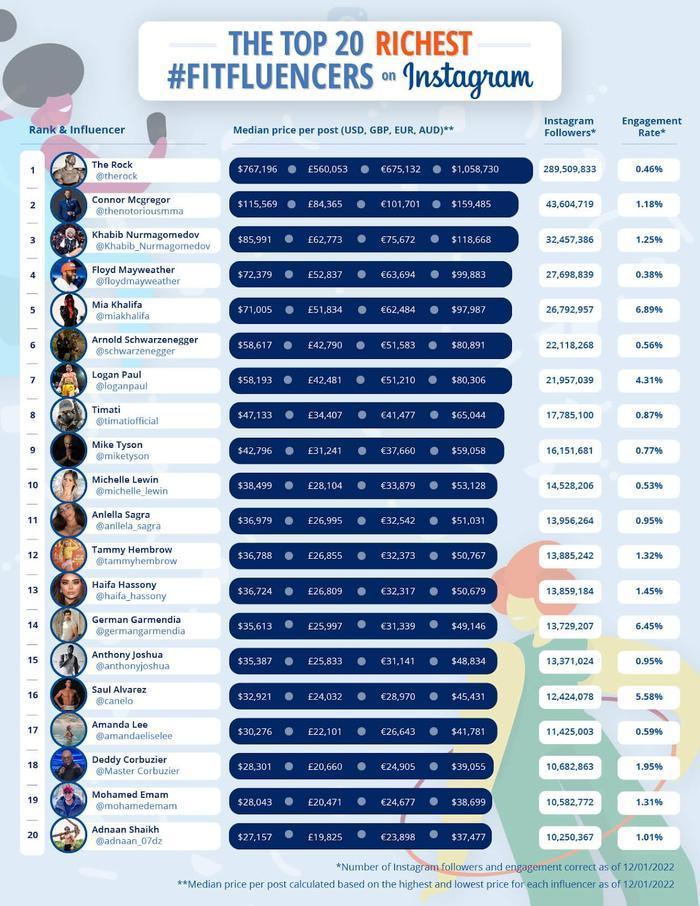 THE TOP 20 RICHEST
#FITFLUENCERS on Instagram
Rank & Influencer
Median price per post (USD, GBP, EUR, AUD)**
Instagram
Followers*
Engagement
Rate*
1 The Rock $767,196 £560,053 €675,132 $1,058,730 289,509,833 0.46%
@therock
2 Connor Mcgregor $115,569 £84,365 €101,701 $159,485 43,604,719 1.18%
@thenotoriousmma
3 Khabib Nurmagomedov $85,991 £62,773 €75,672 $118,668 32,457,386 1.25%
@Khabib_Nurmagomedov
4 Floyd Mayweather $72,379 £52,837 €63,694 $99,883 27,698,839 0.38%
@floydmayweather
5 Mia Khalifa $71,005 £51,834 €62,484 $97,987 26,792,957 6.89%
@miakhalifa
6 Arnold Schwarzenegger $58,617 £42,790 €51,583 $80,891 22,118,268 0.56%
@schwarzenegger
7 Logan Paul $58,193 £42,481 €51,210 $80,306 21,957,039 4.31%
@loganpaul
8 Timati $47,133 £34,407 €41,477 $65,044 17,785,100 0.87%
@timatiofficial
9 Mike Tyson $42,796 £31,241 €37,660 $59,058 16,151,681 0.77%
@miketyson
10 Michelle Lewin $38,499 £28,104 €33,879 $53,128 14,528,206 0.53%
@michelle_lewin
11 Anlella Sagra $36,979 £26,995 €32,542 $51,031 13,956,264 0.95%
@anllela_sagra
12 Tammy Hembrow $36,788 £26,855 €32,373 $50,767 13,885,242 1.32%
@tammyhembrow
13 Haifa Hassony $36,724 £26,809 €32,317 $50,679 13,859,184 1.45%
@haifa_hassony
14 German Garmendia $35,613 £25,997 €31,339 $49,146 13,729,207 6.45%
@germangarmendia
15 Anthony Joshua $35,387 £25,833 €31,141 $48,834 13,371,024 0.95%
@anthonyjoshua
16 Saul Alvarez $32,921 £24,032 €28,970 $45,431 12,424,078 5.58%
@canelo
17 Amanda Lee $30,276 £22,101 €26,643 $41,781 11,425,003 0.59%
@amandaeliselee
18 Deddy Corbuzier $28,301 £20,660 €24,905 $39,055 10,682,863 1.95%
@Master Corbuzier
19 Mohamed Emam $28,043 £20,471 €24,677 $38,699 10,582,772 1.31%
@mohamedemam
20 Adnaan Shaikh $27,157 £19,825 €23,898 $37,477 10,250,367 1.01%
@adnaan_07dz
*Number of Instagram followers and engagement correct as of 12/01/2022
**Median price per post calculated based on the highest and lowest price for each influencer as of 12/01/2022